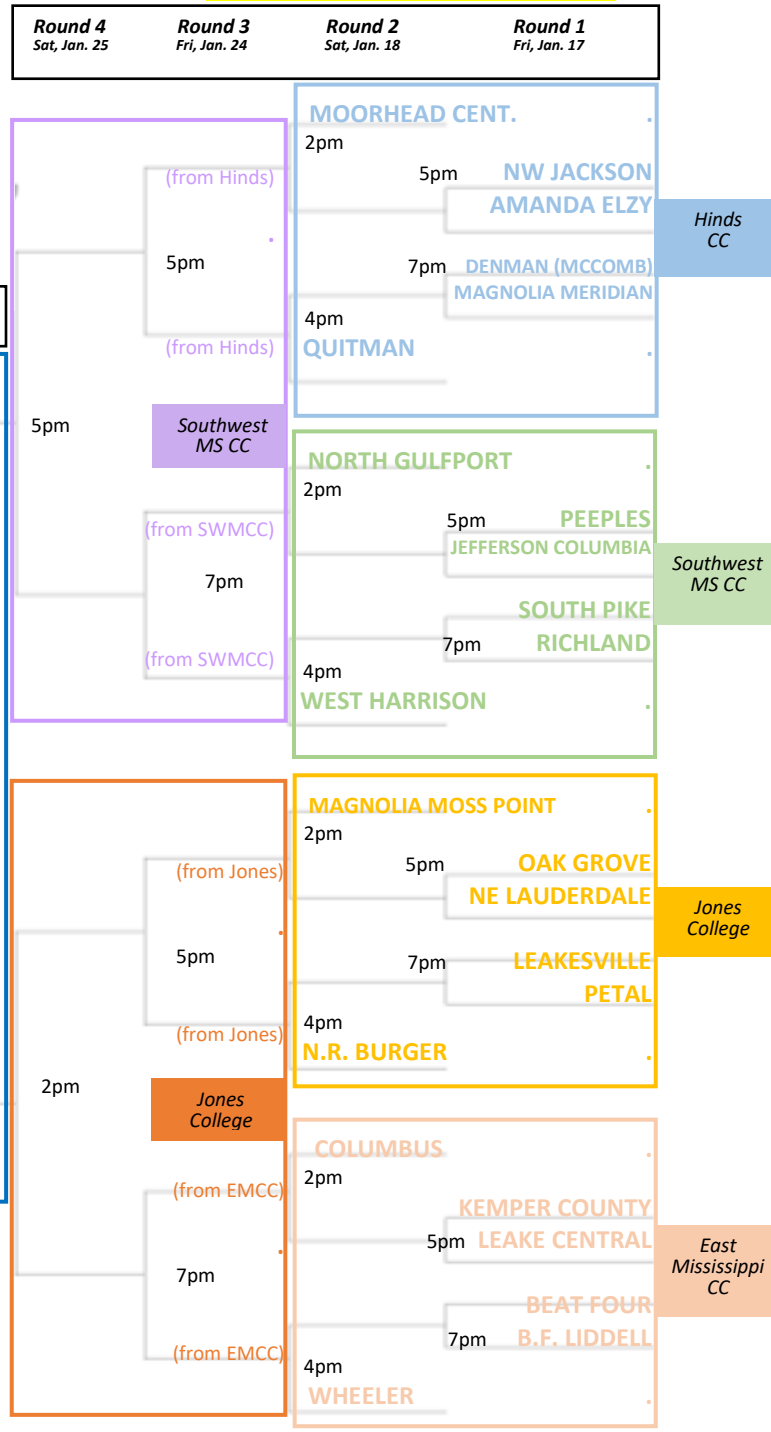 Round 4 Round 3 Round 2 Round 1
Sat, Jan. 25 Fri, Jan. 24 Sat, Jan. 18 Fri, Jan. 17
MOORHEAD CENT. .
2pm
(from Hinds) 5pm NW JACKSON
AMANDA ELZY
Hinds
CC
.
5pm 7pm DENMAN (MCCOMB)
MAGNOLIA MERIDIAN
4pm
(from Hinds) QUITMAN .
5pm
Southwest
MS CC
NORTH GULFPORT .
2pm
(from SWMCC) 5pm PEEPLES
JEFFERSON COLUMBIA
Southwest
MS CC
7pm
SOUTH PIKE
7pm RICHLAND
(from SWMCC) 4pm
WEST HARRISON .
MAGNOLIA MOSS POINT .
2pm
(from Jones) 5pm OAK GROVE
NE LAUDERDALE
Jones
College
.
5pm 7pm LEAKESVILLE
PETAL
4pm
(from Jones) N.R. BURGER .
2pm
Jones
College
COLUMBUS .
2pm
(from EMCC) KEMPER COUNTY
5pm LEAKE CENTRAL
East
Mississippi
CC
.
7pm
BEAT FOUR
7pm B.F. LIDDELL
(from EMCC) 4pm
WHEELER .